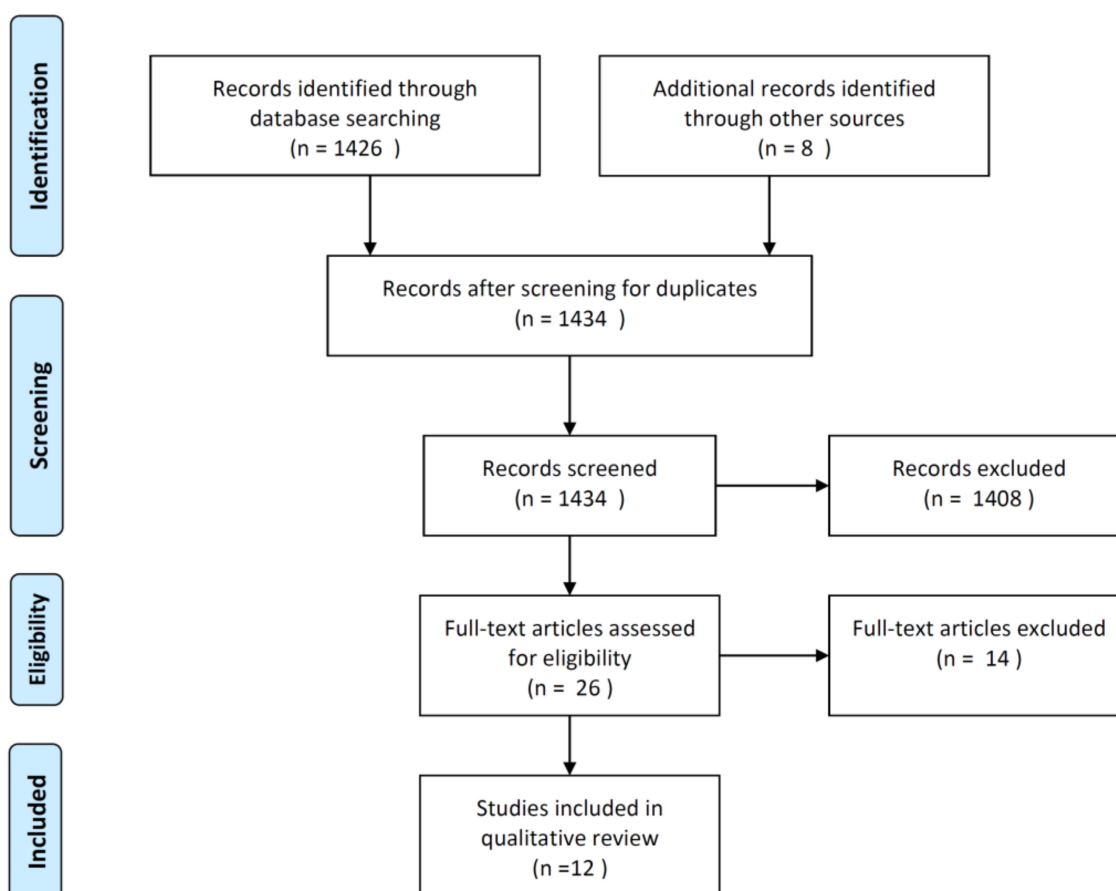 Identification
Records identified through
database searching
(n = 1426 )
Additional records identified
through other sources
(n = 8 )
Screening
Records after screening for duplicates
(n = 1434 )
Records screened
(n = 1434 )
Records excluded
(n = 1408 )
Eligibility
Full-text articles assessed
for eligibility
(n = 26 )
Full-text articles excluded
(n = 14 )
Included
Studies included in
qualitative review
(n =12 )